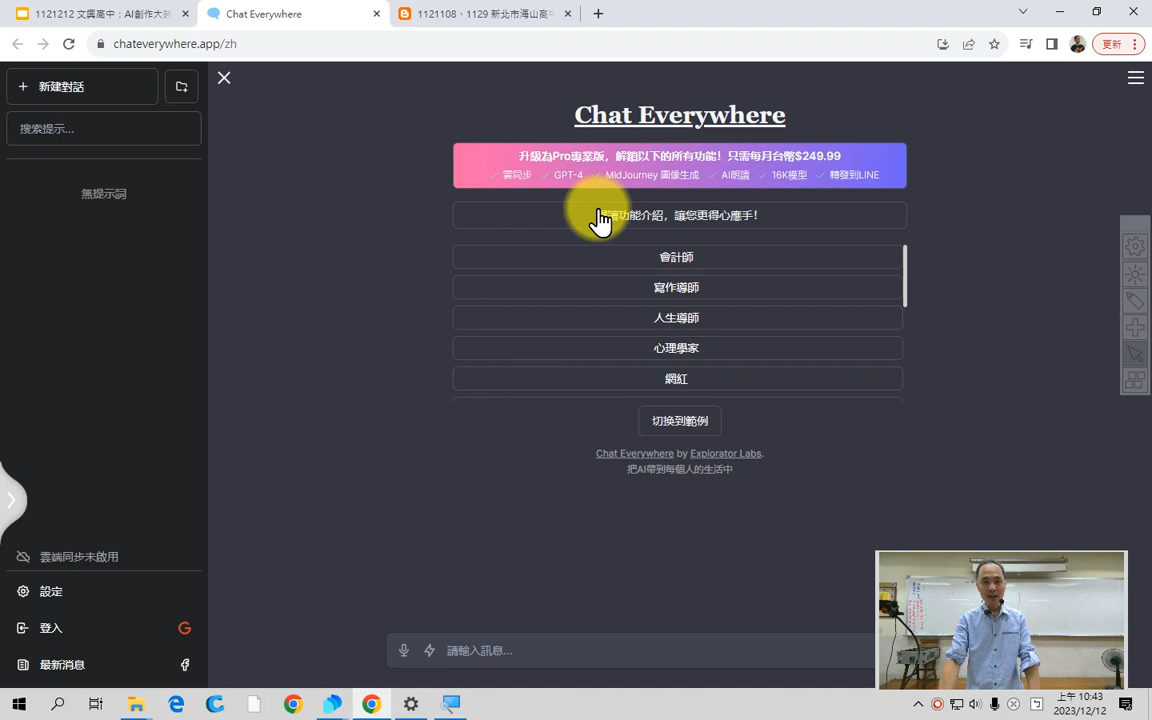 1121212 文興高中：AI創作大
Chat Everywhere
1121108、1129 新北市海山高中
chateverywhere.app/zh
更新
新建對話
搜索提示...
無提示詞
Chat Everywhere
升級為Pro專業版，解鎖以下的所有功能！只需每月台幣$249.99
雲同步 GPT-4 MidJourney 圖像生成 AI朗讀 16K模型 轉發到LINE
功能介紹，讓您更得心應手！
會計師
寫作導師
人生導師
心理學家
網紅
切換到範例
Chat Everywhere by Explorator Labs.
把AI帶到每個人的生活中
雲端同步未啟用
設定
登入
最新消息
請輸入訊息...
上午 10:43
2023/12/12